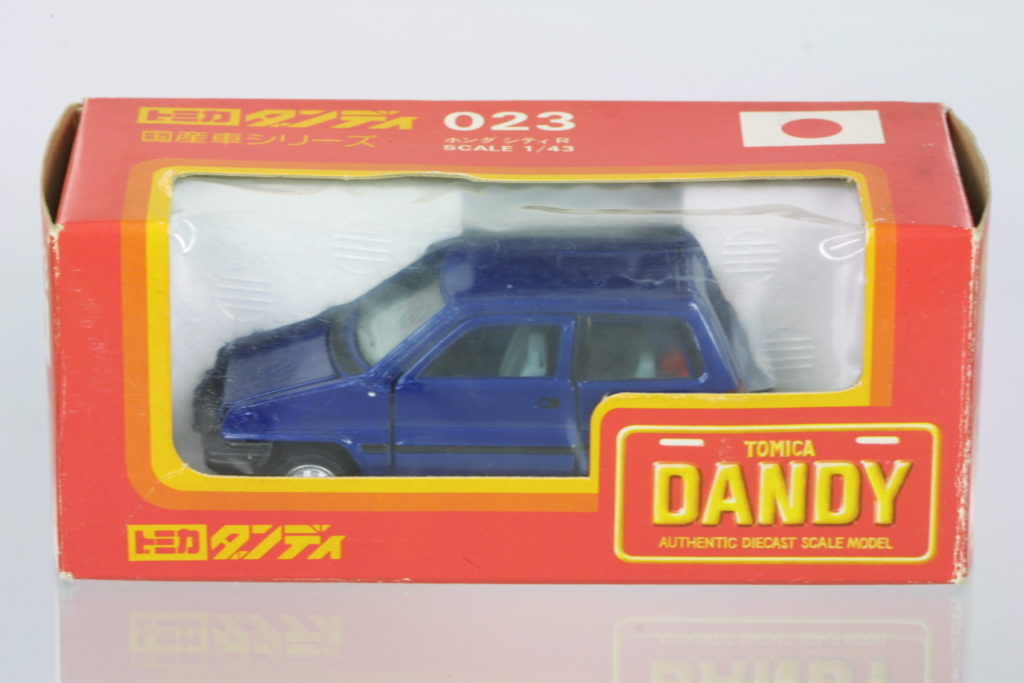 トミカ ダンディ 023
国産車シリーズ ホンダ シティ R
SCALE 1/43
TOMICA
DANDY
AUTHENTIC DIECAST SCALE MODEL
トミカ ダンディ